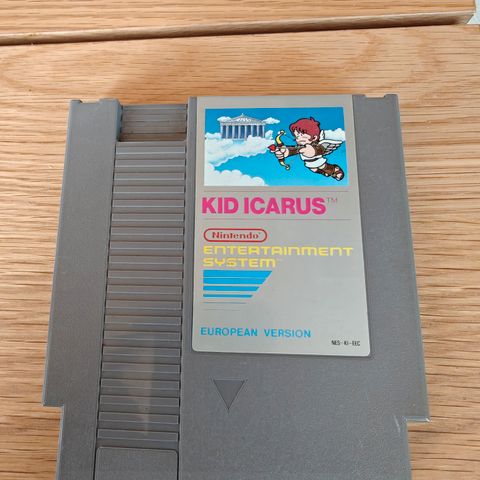 KID ICARUS™
Nintendo®
ENTERTAINMENT
SYSTEM™
EUROPEAN VERSION
NES-KI-EEC